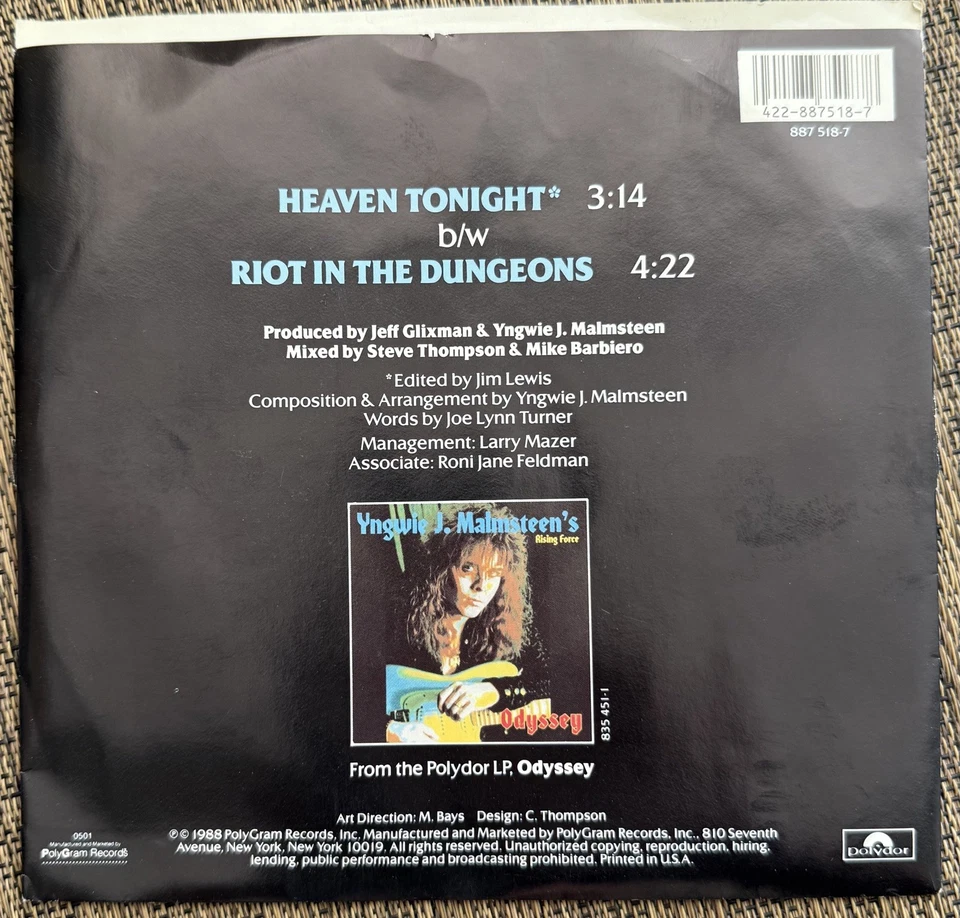 422-887518-7
887 518-7
HEAVEN TONIGHT* 3:14
b/w
RIOT IN THE DUNGEONS 4:22
Produced by Jeff Glixman & Yngwie J. Malmsteen
Mixed by Steve Thompson & Mike Barbiero
*Edited by Jim Lewis
Composition & Arrangement by Yngwie J. Malmsteen
Words by Joe Lynn Turner
Management: Larry Mazer
Associate: Roni Jane Feldman
Yngwie J. Malmsteen's
Rising Force
Odyssey
835 451-1
From the Polydor LP, Odyssey
Art Direction: M. Bays Design: C. Thompson
℗ © 1988 PolyGram Records, Inc. Manufactured and Marketed by PolyGram Records, Inc., 810 Seventh
Avenue, New York, New York 10019. All rights reserved. Unauthorized copying, reproduction, hiring,
lending, public performance and broadcasting prohibited. Printed in U.S.A.
0501
Manufactured and Marketed by
PolyGram Records
polydor